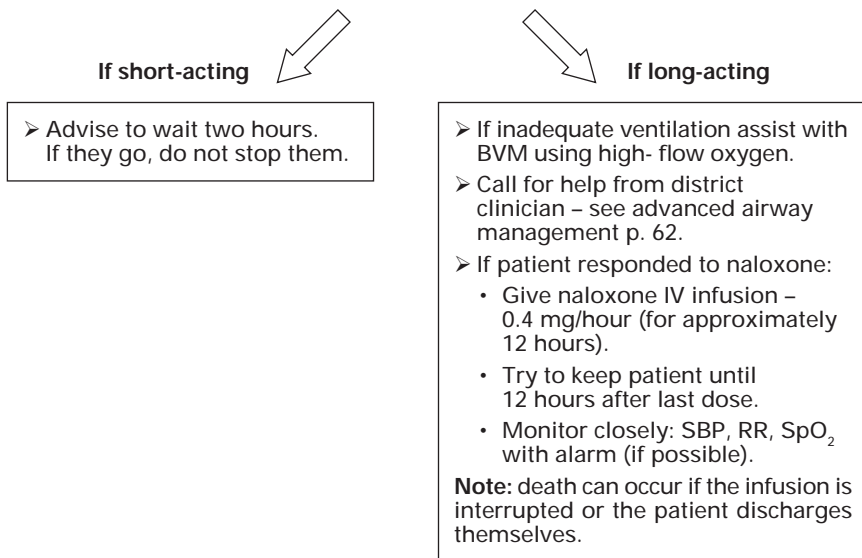 If short-acting
➢ Advise to wait two hours.
If they go, do not stop them.
If long-acting
➢ If inadequate ventilation assist with
BVM using high- flow oxygen.
➢ Call for help from district
clinician – see advanced airway
management p. 62.
➢ If patient responded to naloxone:
• Give naloxone IV infusion –
0.4 mg/hour (for approximately
12 hours).
• Try to keep patient until
12 hours after last dose.
• Monitor closely: SBP, RR, SpO₂
with alarm (if possible).
Note: death can occur if the infusion is
interrupted or the patient discharges
themselves.